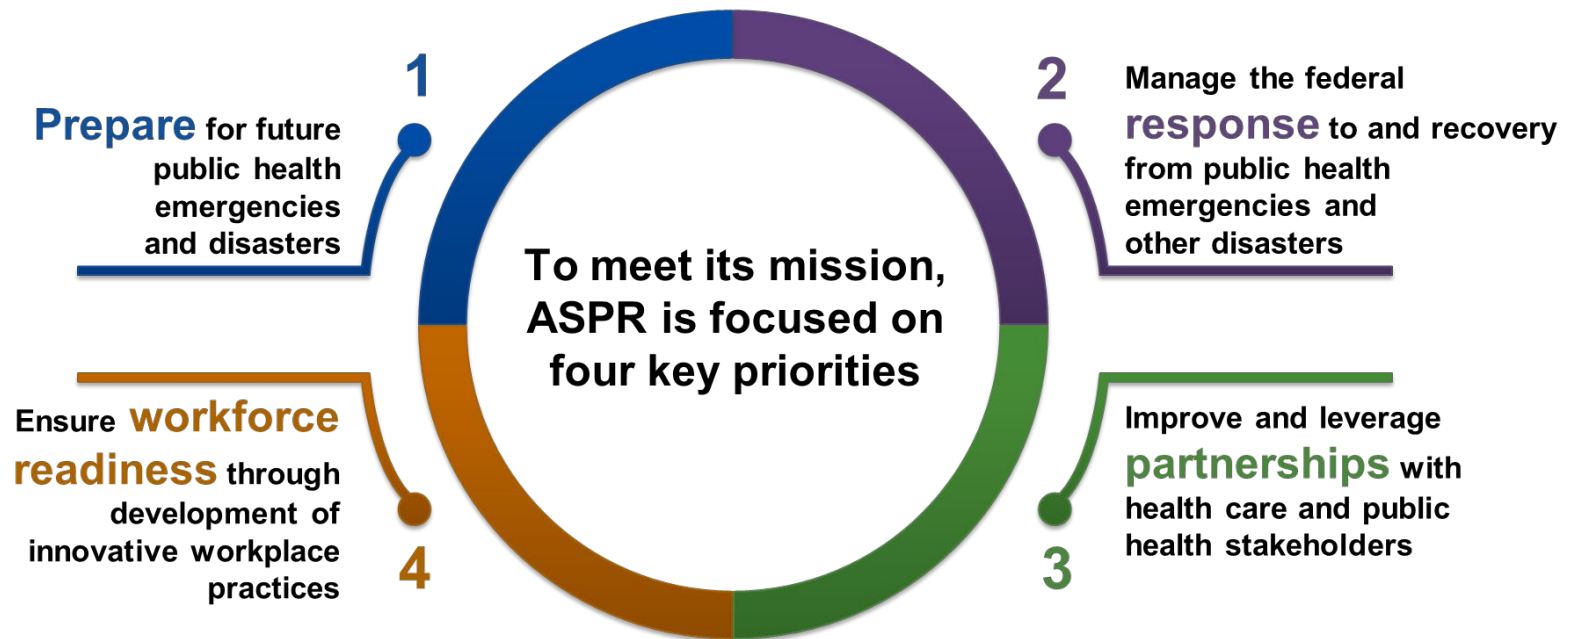 1
Prepare for future
public health
emergencies
and disasters
2
Manage the federal
response to and recovery
from public health
emergencies and
other disasters
To meet its mission,
ASPR is focused on
four key priorities
3
Improve and leverage
partnerships with
health care and public
health stakeholders
4
Ensure workforce
readiness through
development of
innovative workplace
practices